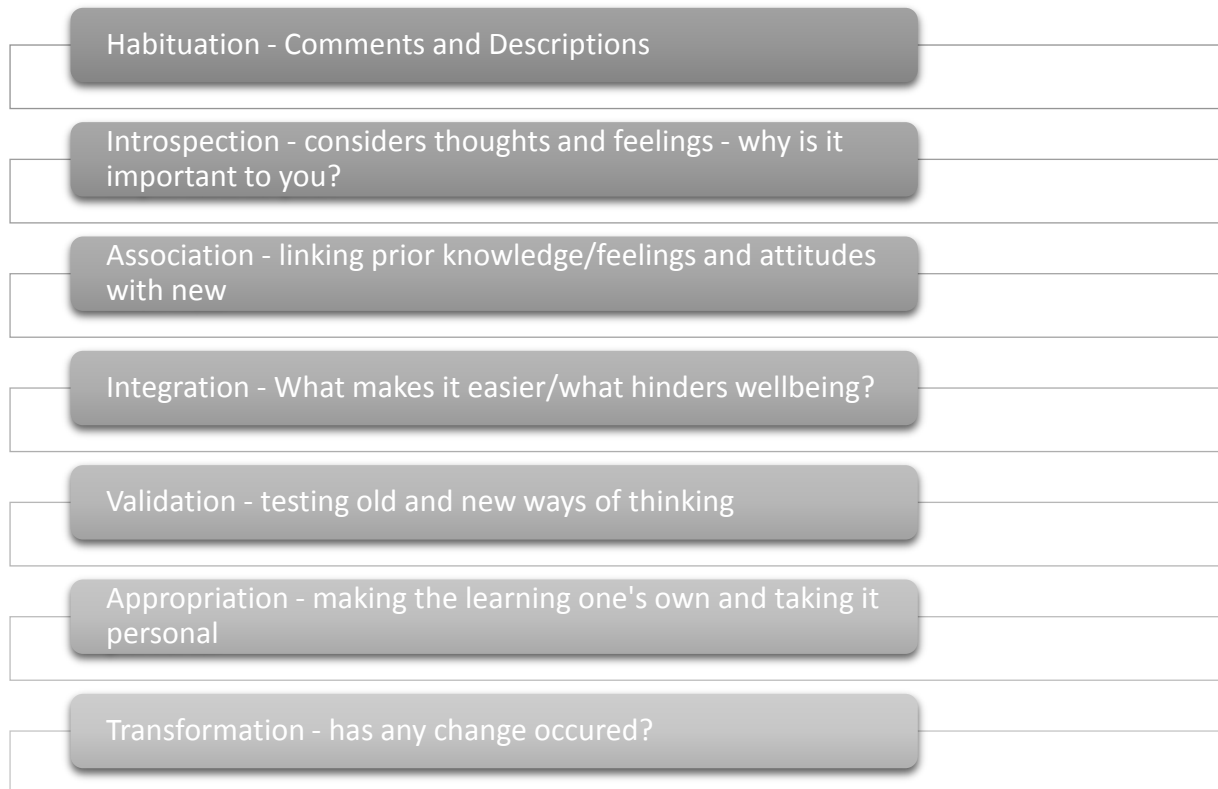 Habituation - Comments and Descriptions
Introspection - considers thoughts and feelings - why is it
important to you?
Association - linking prior knowledge/feelings and attitudes
with new
Integration - What makes it easier/what hinders wellbeing?
Validation - testing old and new ways of thinking
Appropriation - making the learning one's own and taking it
personal
Transformation - has any change occured?